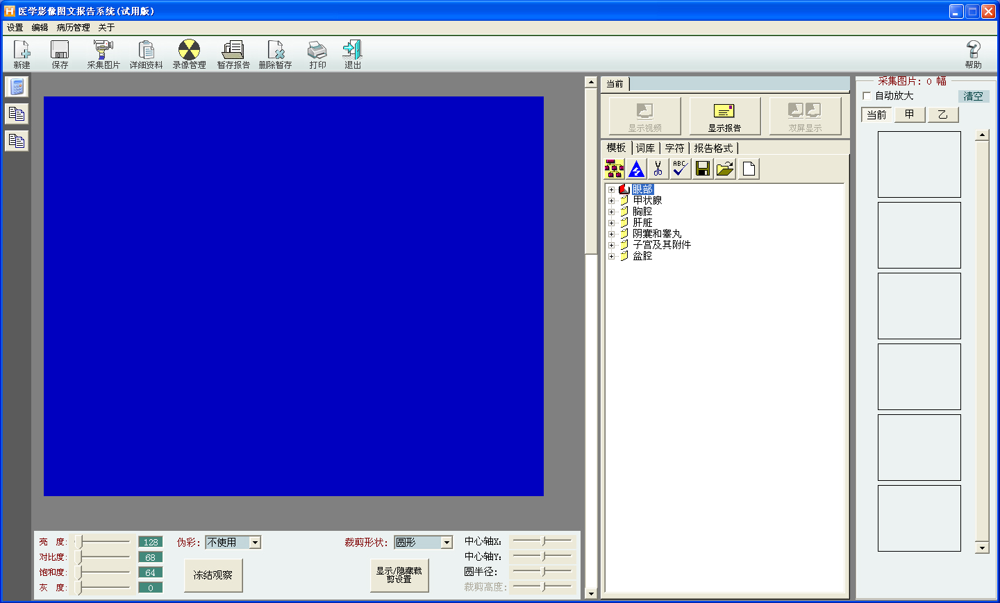 医学影像图文报告系统(试用版)
设置 编辑 病历管理 关于
新建 保存 采集图片 详细资料 录像管理 暂存报告 删除暂存 打印 退出 帮助
当前
显示视频 显示报告 双屏显示
模板 词库 字符 报告格式
ABC
眼部
甲状腺
胸腔
肝脏
阴囊和睾丸
子宫及其附件
盆腔
采集图片: 0 幅
自动放大 清空
当前 甲 乙
亮 度: 128
对比度: 68
饱和度: 64
灰 度: 0
伪彩: 不使用
冻结观察
裁剪形状: 圆形
显示/隐藏裁
剪设置
中心轴X:
中心轴Y:
圆半径:
裁剪高度: